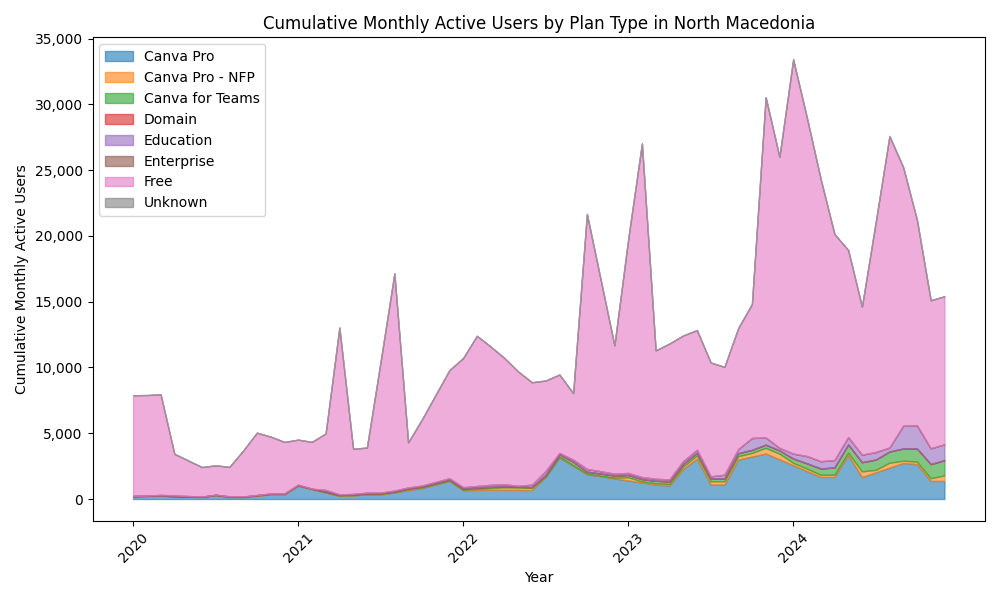 Cumulative Monthly Active Users by Plan Type in North Macedonia
Cumulative Monthly Active Users
35,000
30,000
25,000
20,000
15,000
10,000
5,000
0
Canva Pro
Canva Pro - NFP
Canva for Teams
Domain
Education
Enterprise
Free
Unknown
2020
2021
2022
2023
2024
Year